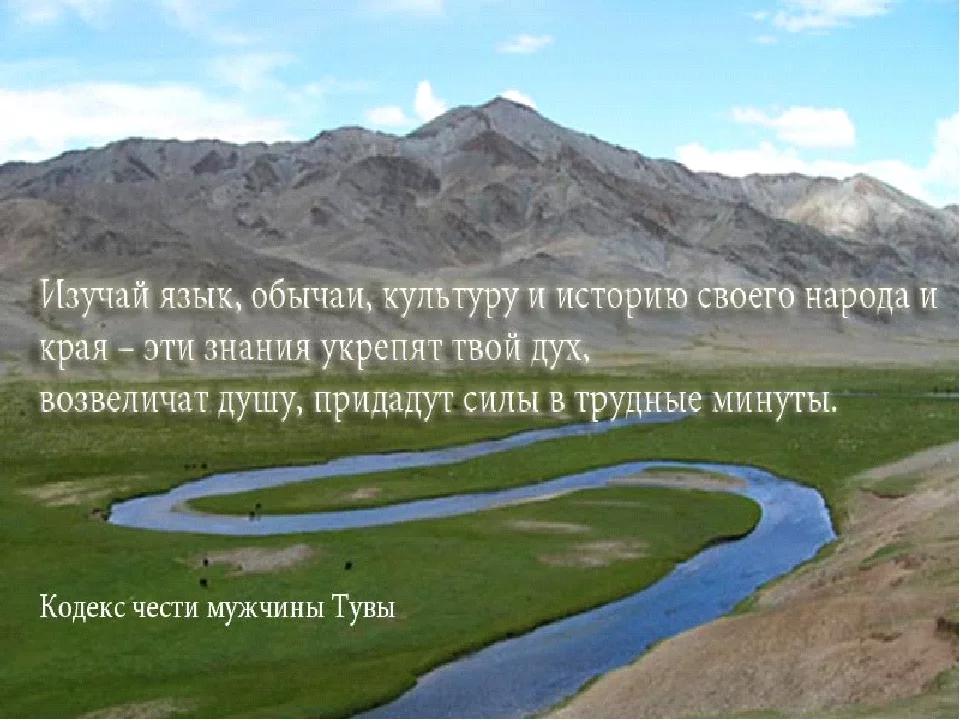 Изучай язык, обычаи, культуру и историю своего народа и
края – эти знания укрепят твой дух,
возвеличат душу, придадут силы в трудные минуты.
Кодекс чести мужчины Тувы